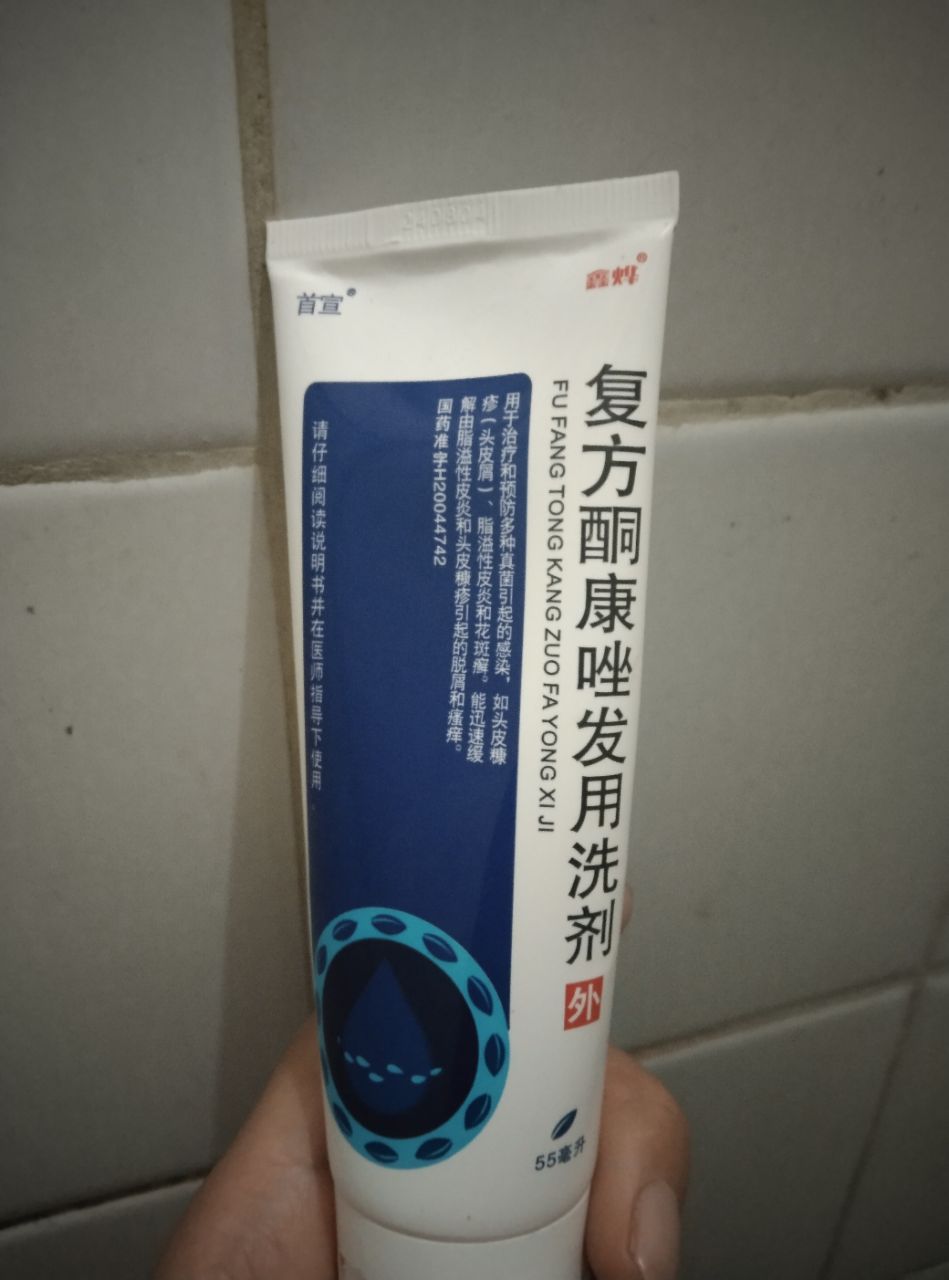 首宣®
鑫烨®
复方酮康唑发用洗剂
FU FANG TONG KANG ZUO FA YONG XI JI
外
用于治疗和预防多种真菌引起的感染，如头皮糠
疹（头皮屑）、脂溢性皮炎和花斑癣。能迅速缓
解由脂溢性皮炎和头皮糠疹引起的脱屑和瘙痒。
国药准字H20044742
请仔细阅读说明书并在医师指导下使用
55毫升